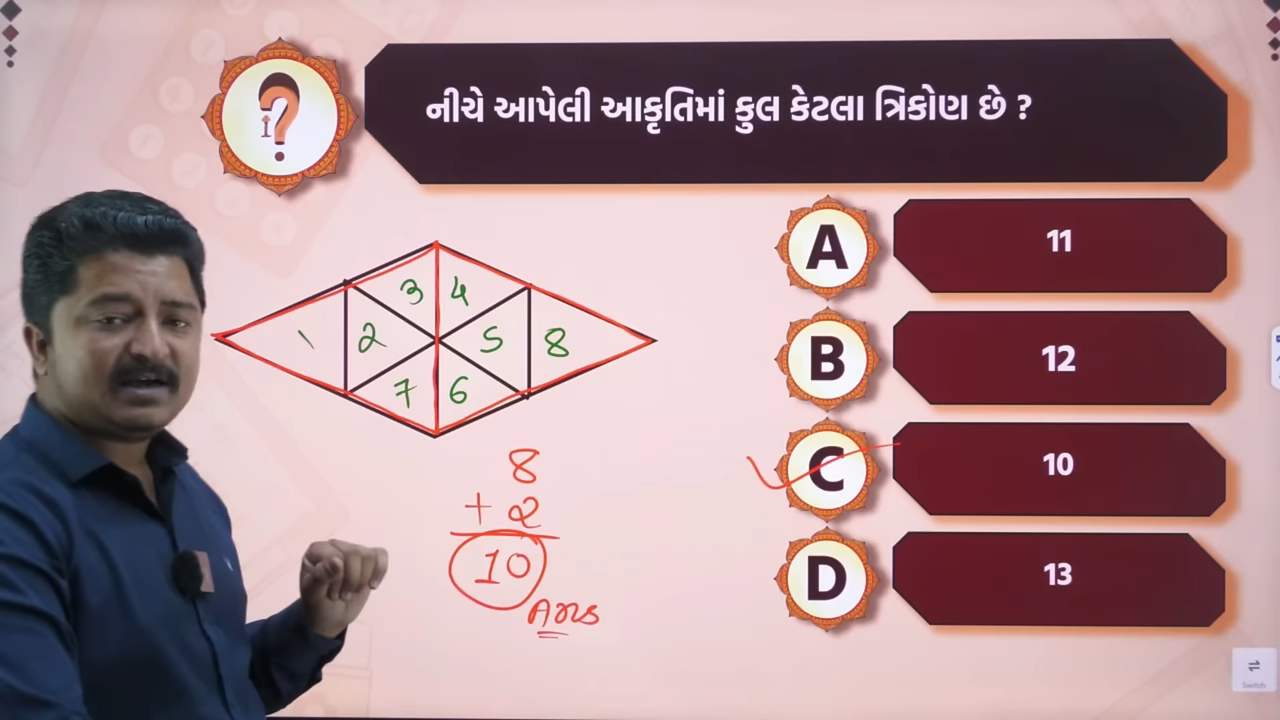 નીચે આપેલી આકૃતિમાં કુલ કેટલા ત્રિકોણ છે ?
A 11
B 12
C 10
D 13
3 4
1 2 5 8
7 6
8
+ 2
10
Ans
Switch